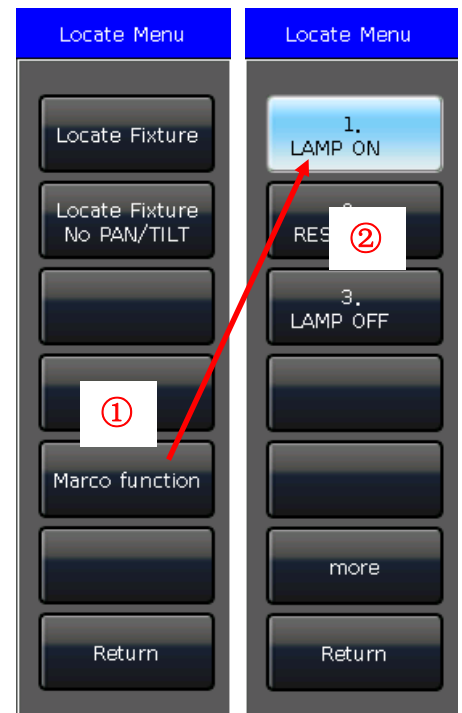 Locate Menu
Locate Fixture
Locate Fixture
No PAN/TILT
①
Marco function
Return
Locate Menu
1.
LAMP ON
②
3.
LAMP OFF
more
Return